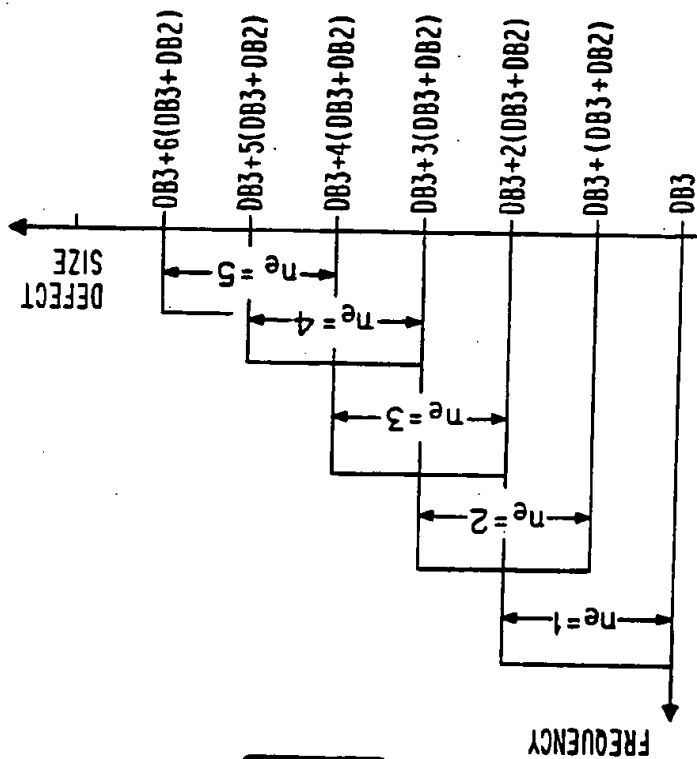 FREQUENCY
nₑ=1
nₑ=2
nₑ=3
nₑ=4
nₑ=5
DEFECT
SIZE
DB3
DB3+(DB3+DB2)
DB3+2(DB3+DB2)
DB3+3(DB3+DB2)
DB3+4(DB3+DB2)
DB3+5(DB3+DB2)
DB3+6(DB3+DB2)